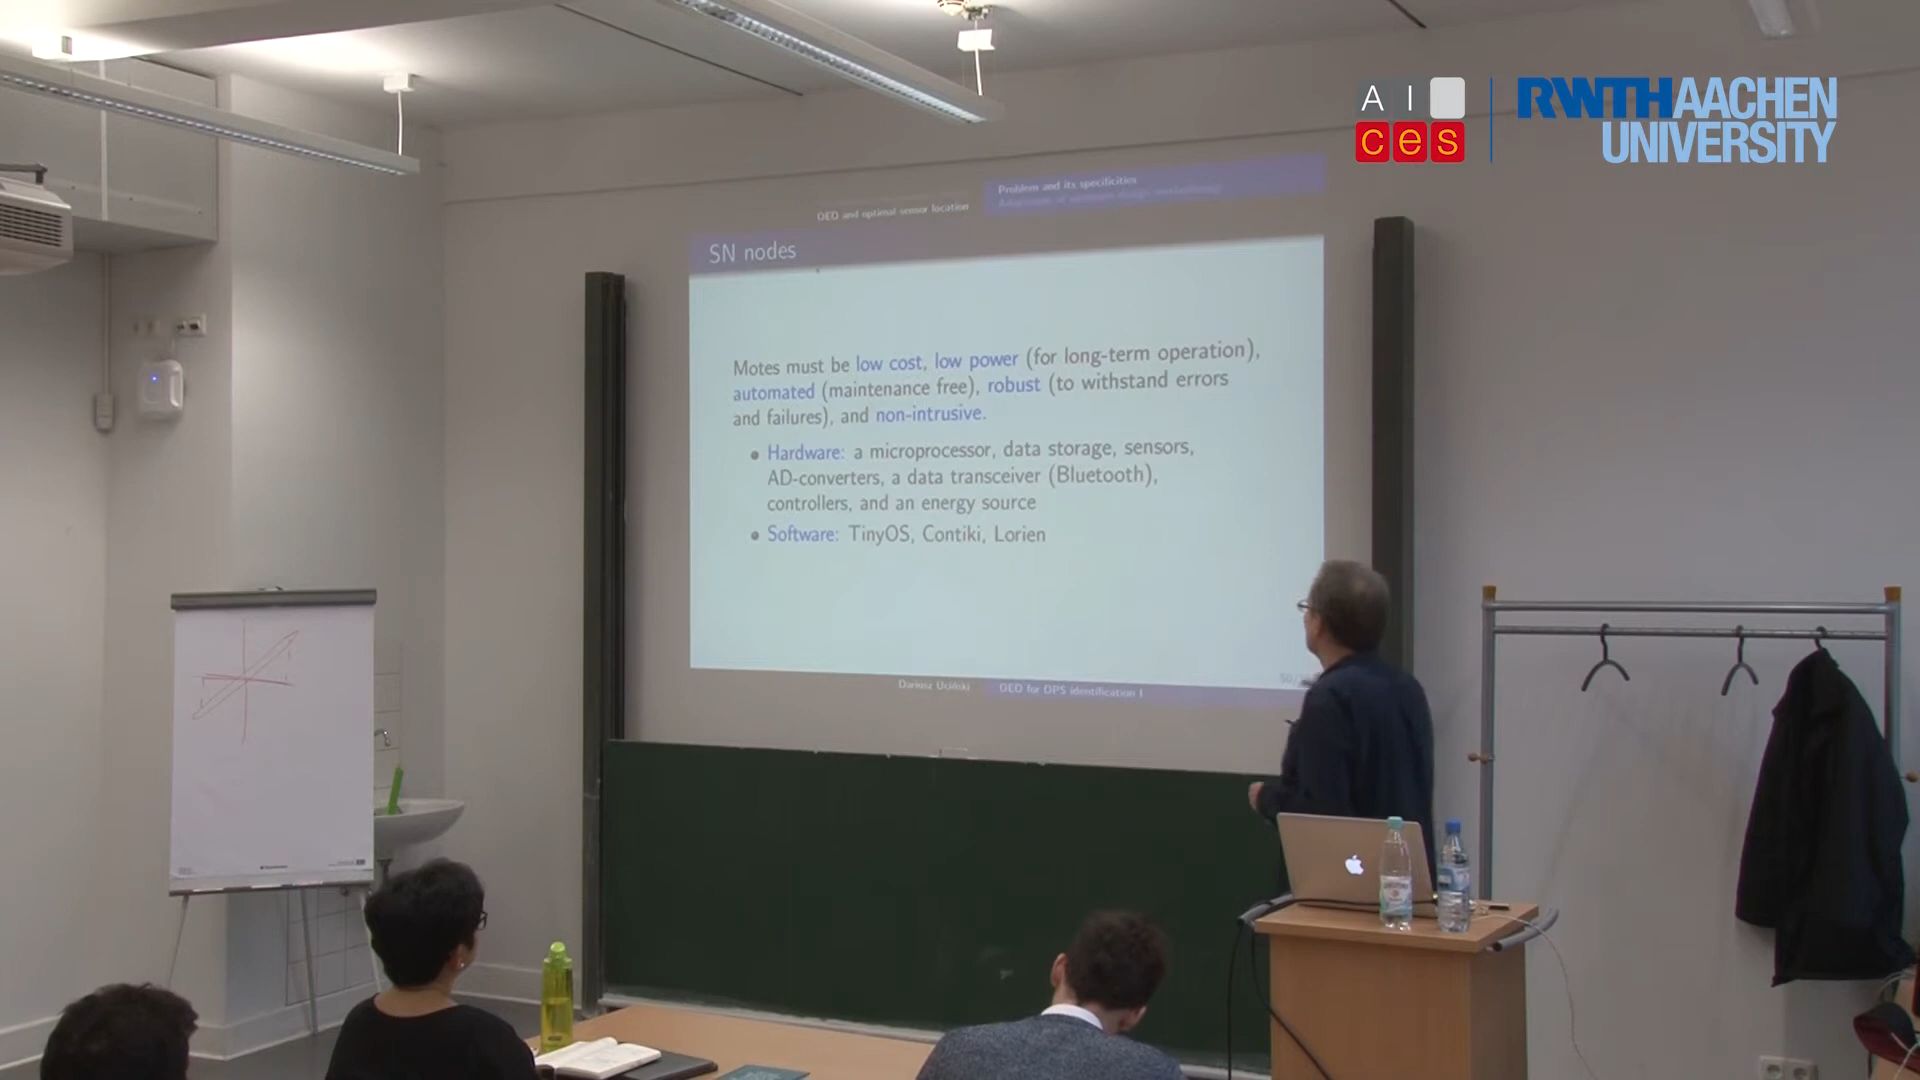 AI
ces
RWTHAACHEN
UNIVERSITY
Problem and its specificities
OED and optimal sensor location
SN nodes
Motes must be low cost, low power (for long-term operation),
automated (maintenance free), robust (to withstand errors
and failures), and non-intrusive.
• Hardware: a microprocessor, data storage, sensors,
AD-converters, a data transceiver (Bluetooth),
controllers, and an energy source
• Software: TinyOS, Contiki, Lorien
Dariusz Uciński
OED for DPS identification I